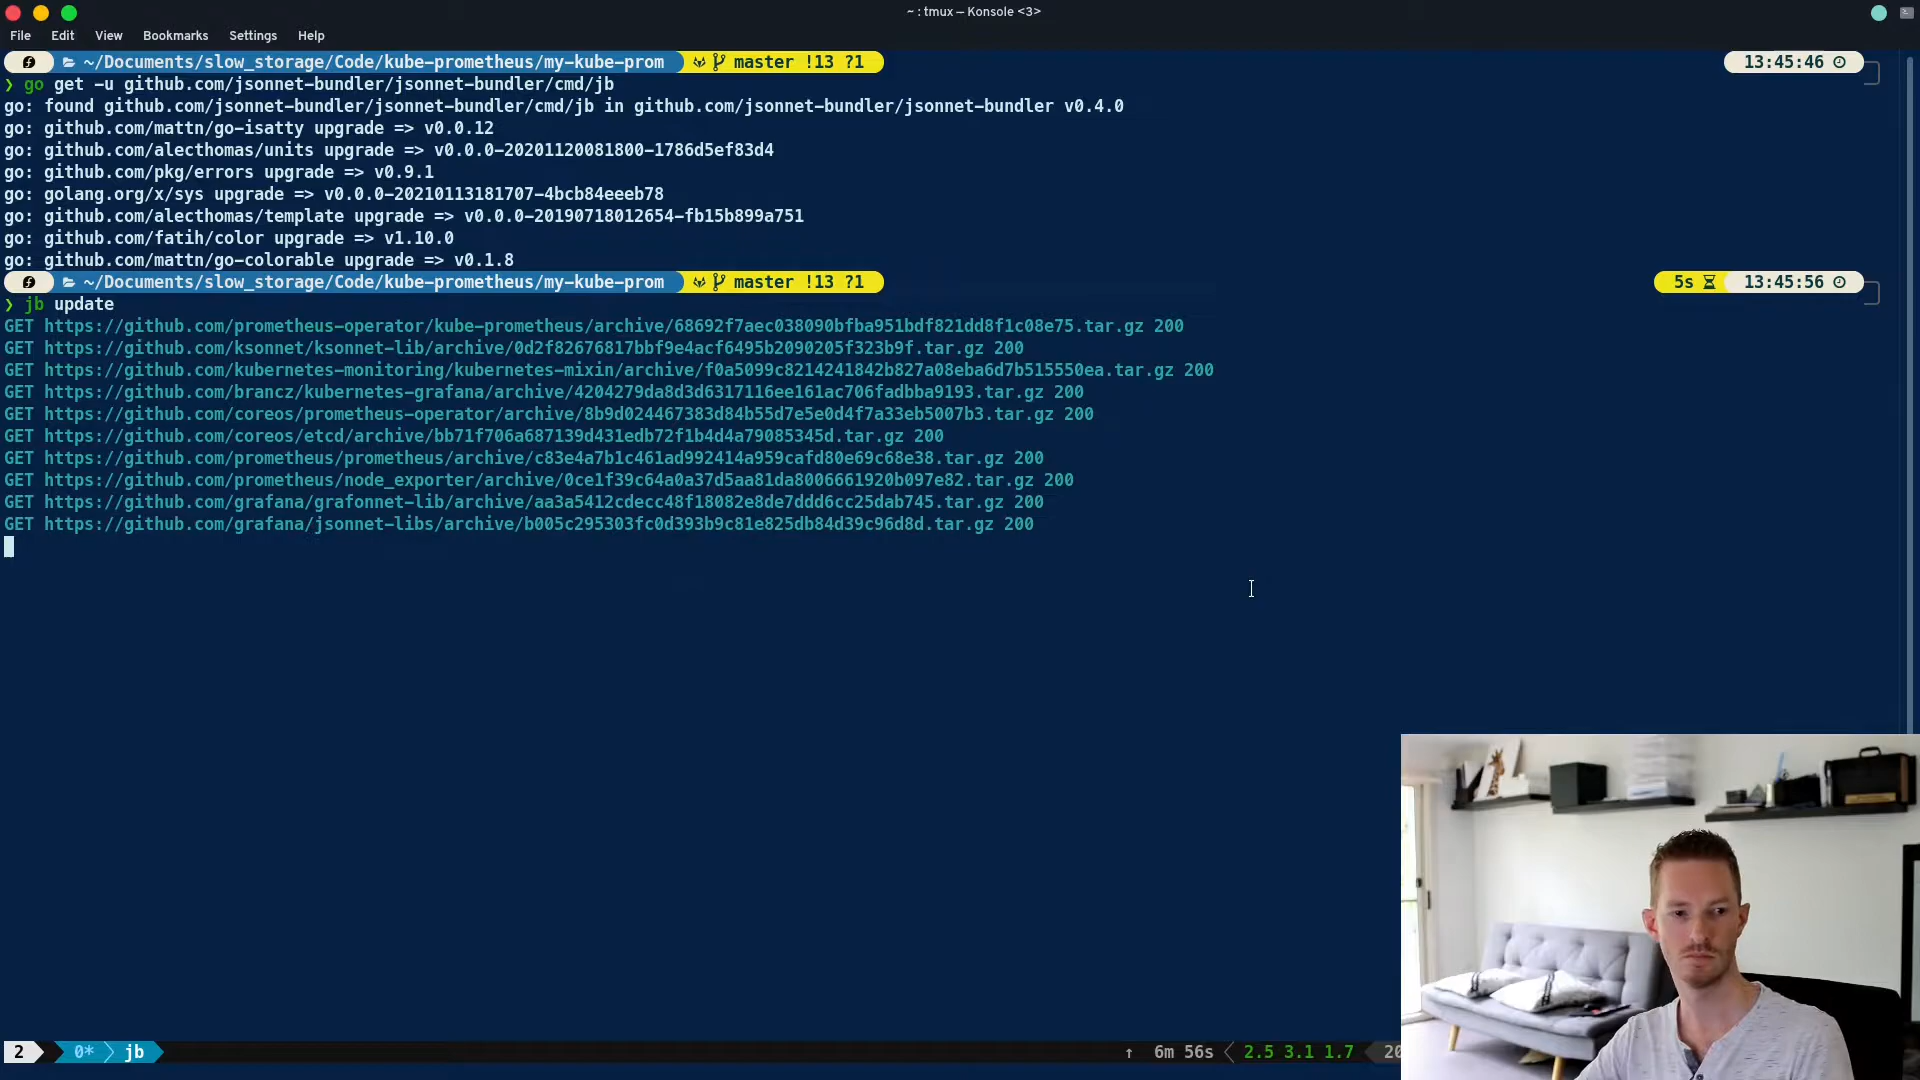 ~ : tmux — Konsole <3>
File Edit View Bookmarks Settings Help
~/Documents/slow_storage/Code/kube-prometheus/my-kube-prom master !13 ?1 13:45:46
❯ go get -u github.com/jsonnet-bundler/jsonnet-bundler/cmd/jb
go: found github.com/jsonnet-bundler/jsonnet-bundler/cmd/jb in github.com/jsonnet-bundler/jsonnet-bundler v0.4.0
go: github.com/mattn/go-isatty upgrade => v0.0.12
go: github.com/alecthomas/units upgrade => v0.0.0-20201120081800-1786d5ef83d4
go: github.com/pkg/errors upgrade => v0.9.1
go: golang.org/x/sys upgrade => v0.0.0-20210113181707-4bcb84eeeb78
go: github.com/alecthomas/template upgrade => v0.0.0-20190718012654-fb15b899a751
go: github.com/fatih/color upgrade => v1.10.0
go: github.com/mattn/go-colorable upgrade => v0.1.8
~/Documents/slow_storage/Code/kube-prometheus/my-kube-prom master !13 ?1 5s 13:45:56
❯ jb update
GET https://github.com/prometheus-operator/kube-prometheus/archive/68692f7aec038090bfba951bdf821dd8f1c08e75.tar.gz 200
GET https://github.com/ksonnet/ksonnet-lib/archive/0d2f82676817bbf9e4acf6495b2090205f323b9f.tar.gz 200
GET https://github.com/kubernetes-monitoring/kubernetes-mixin/archive/f0a5099c8214241842b827a08eba6d7b515550ea.tar.gz 200
GET https://github.com/brancz/kubernetes-grafana/archive/4204279da8d3d6317116ee161ac706fadbba9193.tar.gz 200
GET https://github.com/coreos/prometheus-operator/archive/8b9d024467383d84b55d7e5e0d4f7a33eb5007b3.tar.gz 200
GET https://github.com/coreos/etcd/archive/bb71f706a687139d431edb72f1b4d4a79085345d.tar.gz 200
GET https://github.com/prometheus/prometheus/archive/c83e4a7b1c461ad992414a959cafd80e69c68e38.tar.gz 200
GET https://github.com/prometheus/node_exporter/archive/0ce1f39c64a0a37d5aa81da8006661920b097e82.tar.gz 200
GET https://github.com/grafana/grafonnet-lib/archive/aa3a5412cdecc48f18082e8de7ddd6cc25dab745.tar.gz 200
GET https://github.com/grafana/jsonnet-libs/archive/b005c295303fc0d393b9c81e825db84d39c96d8d.tar.gz 200
2 0* jb ↑ 6m 56s 2.5 3.1 1.7 20